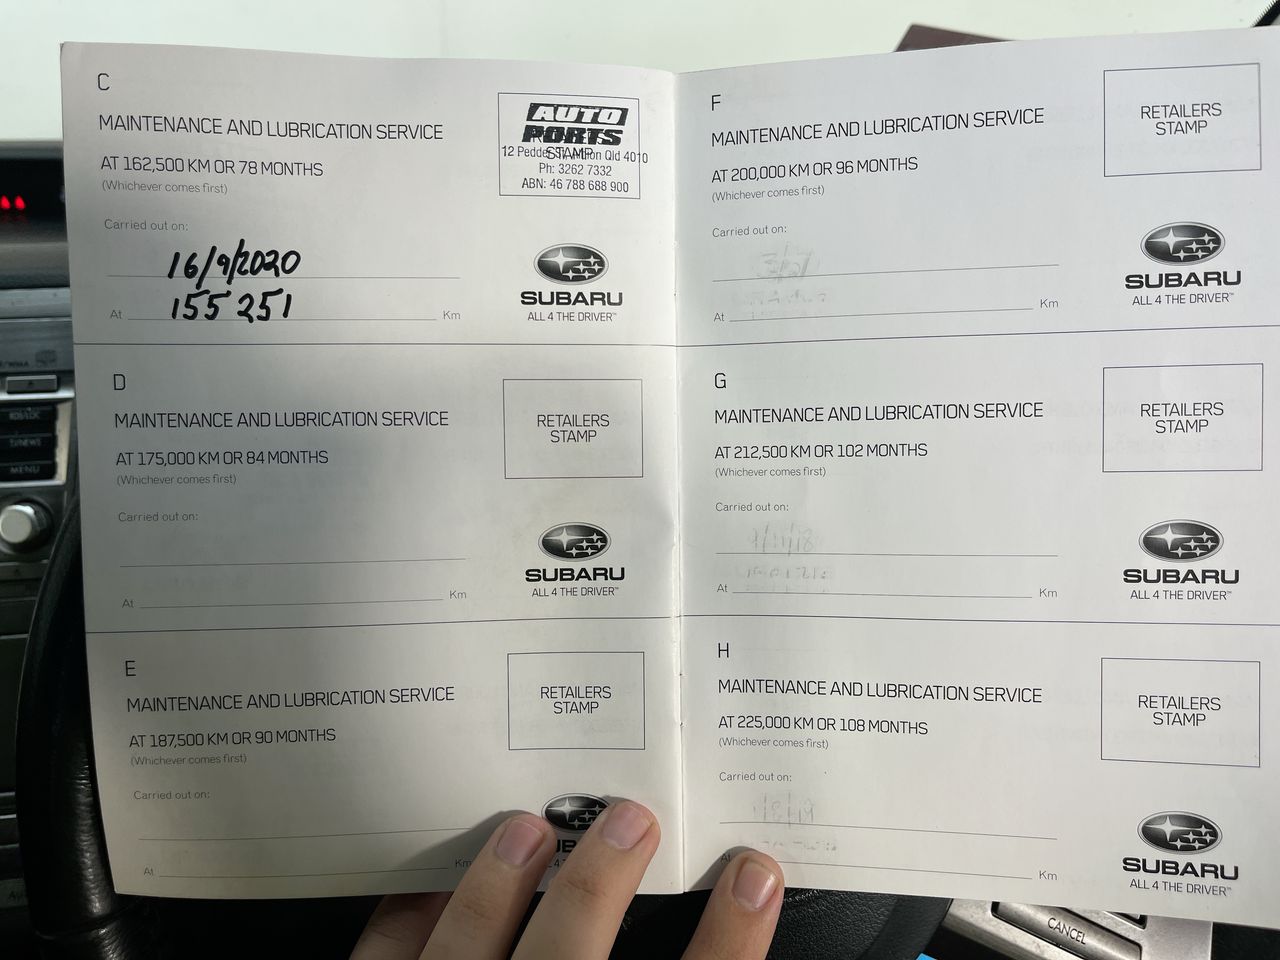 C
MAINTENANCE AND LUBRICATION SERVICE
AT 162,500 KM OR 78 MONTHS
(Whichever comes first)
AUTO
PORTS
STAMP
12 Pedder St, Albion Qld 4010
Ph: 3262 7332
ABN: 46 788 688 900
Carried out on:
16/9/2020
At 155 251 Km
SUBARU
ALL 4 THE DRIVER™
D
MAINTENANCE AND LUBRICATION SERVICE
AT 175,000 KM OR 84 MONTHS
(Whichever comes first)
RETAILERS
STAMP
Carried out on:
At Km
SUBARU
ALL 4 THE DRIVER™
E
MAINTENANCE AND LUBRICATION SERVICE
AT 187,500 KM OR 90 MONTHS
(Whichever comes first)
RETAILERS
STAMP
Carried out on:
At Km
F
MAINTENANCE AND LUBRICATION SERVICE
AT 200,000 KM OR 96 MONTHS
(Whichever comes first)
RETAILERS
STAMP
Carried out on:
At Km
SUBARU
ALL 4 THE DRIVER™
G
MAINTENANCE AND LUBRICATION SERVICE
AT 212,500 KM OR 102 MONTHS
(Whichever comes first)
RETAILERS
STAMP
Carried out on:
At Km
SUBARU
ALL 4 THE DRIVER™
H
MAINTENANCE AND LUBRICATION SERVICE
AT 225,000 KM OR 108 MONTHS
(Whichever comes first)
RETAILERS
STAMP
Carried out on:
At Km
SUBARU
ALL 4 THE DRIVER™
MENU
CANCEL